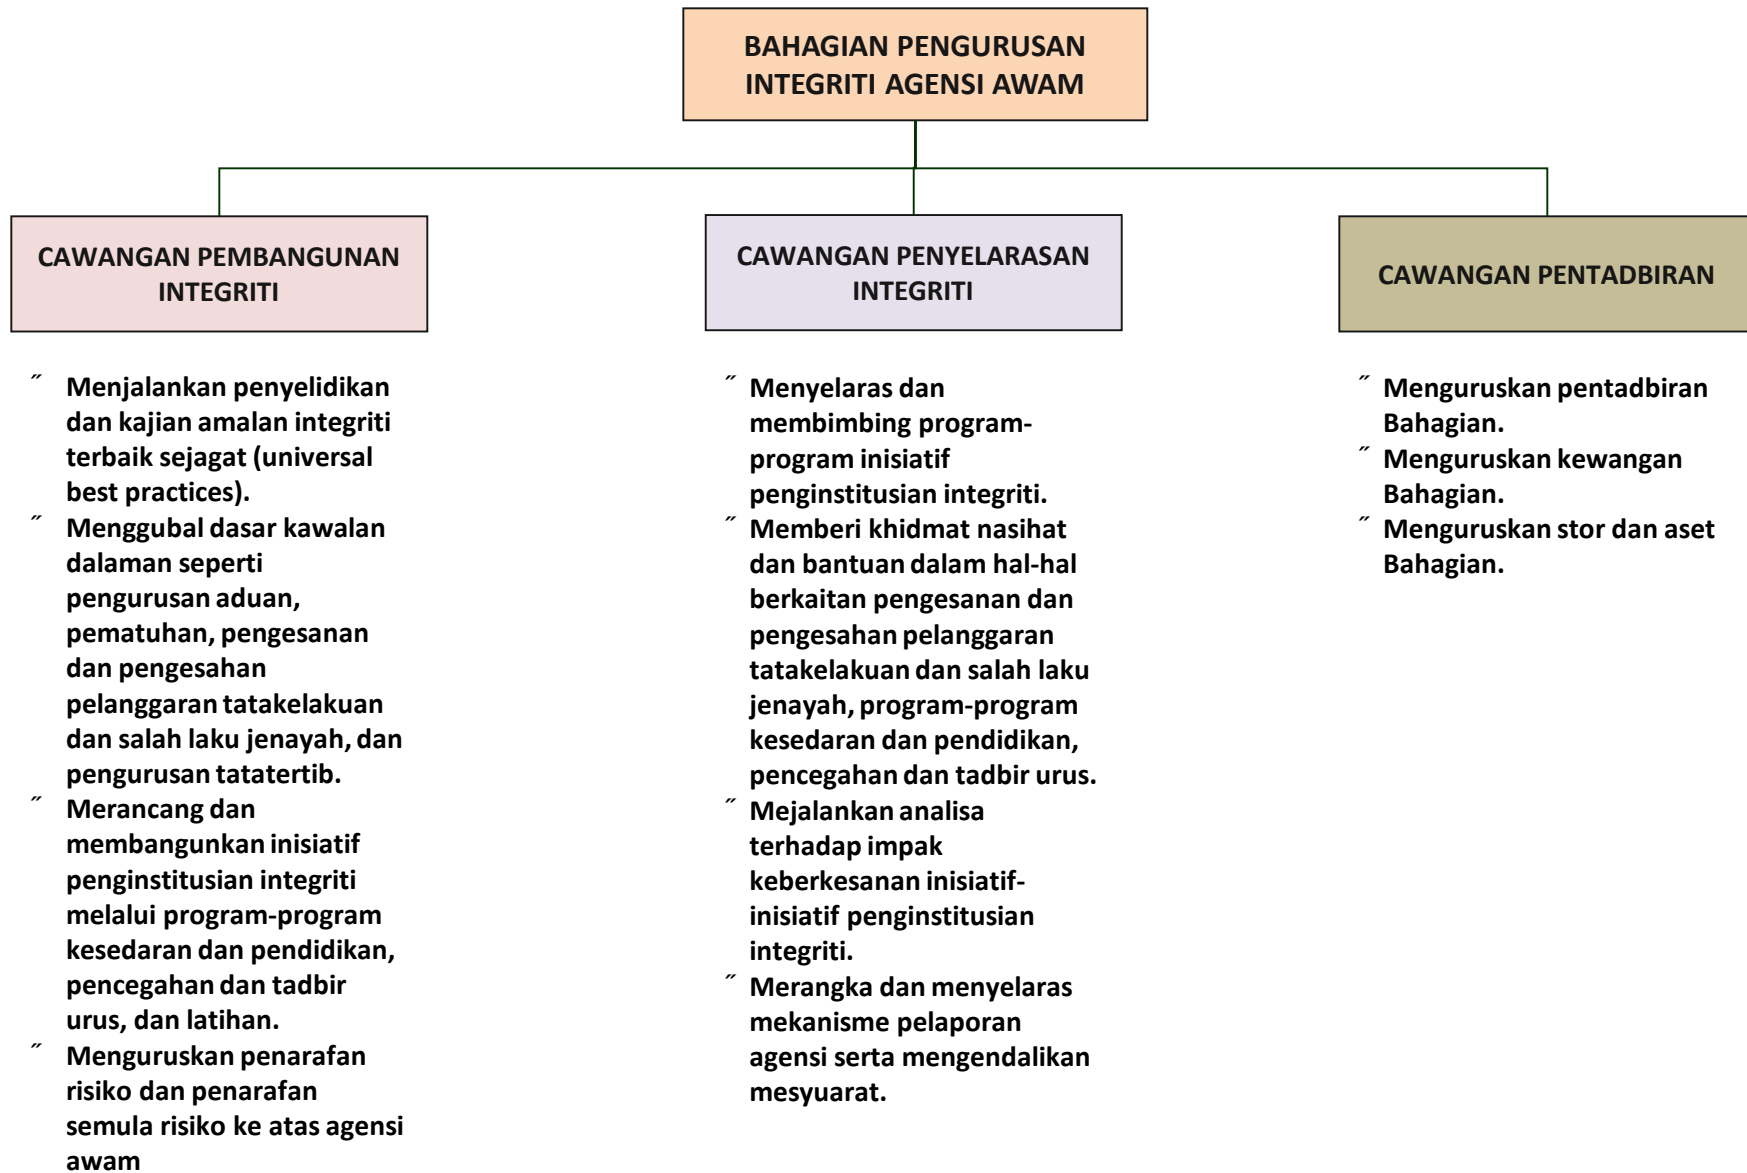 BAHAGIAN PENGURUSAN
INTEGRITI AGENSI AWAM
CAWANGAN PEMBANGUNAN
INTEGRITI
˝ Menjalankan penyelidikan
dan kajian amalan integriti
terbaik sejagat (universal
best practices).
˝ Menggubal dasar kawalan
dalaman seperti
pengurusan aduan,
pematuhan, pengesanan
dan pengesahan
pelanggaran tatakelakuan
dan salah laku jenayah, dan
pengurusan tatatertib.
˝ Merancang dan
membangunkan inisiatif
penginstitusian integriti
melalui program-program
kesedaran dan pendidikan,
pencegahan dan tadbir
urus, dan latihan.
˝ Menguruskan penarafan
risiko dan penarafan
semula risiko ke atas agensi
awam
CAWANGAN PENYELARASAN
INTEGRITI
˝ Menyelaras dan
membimbing program-
program inisiatif
penginstitusian integriti.
˝ Memberi khidmat nasihat
dan bantuan dalam hal-hal
berkaitan pengesanan dan
pengesahan pelanggaran
tatakelakuan dan salah laku
jenayah, program-program
kesedaran dan pendidikan,
pencegahan dan tadbir urus.
˝ Mejalankan analisa
terhadap impak
keberkesanan inisiatif-
inisiatif penginstitusian
integriti.
˝ Merangka dan menyelaras
mekanisme pelaporan
agensi serta mengendalikan
mesyuarat.
CAWANGAN PENTADBIRAN
˝ Menguruskan pentadbiran
Bahagian.
˝ Menguruskan kewangan
Bahagian.
˝ Menguruskan stor dan aset
Bahagian.